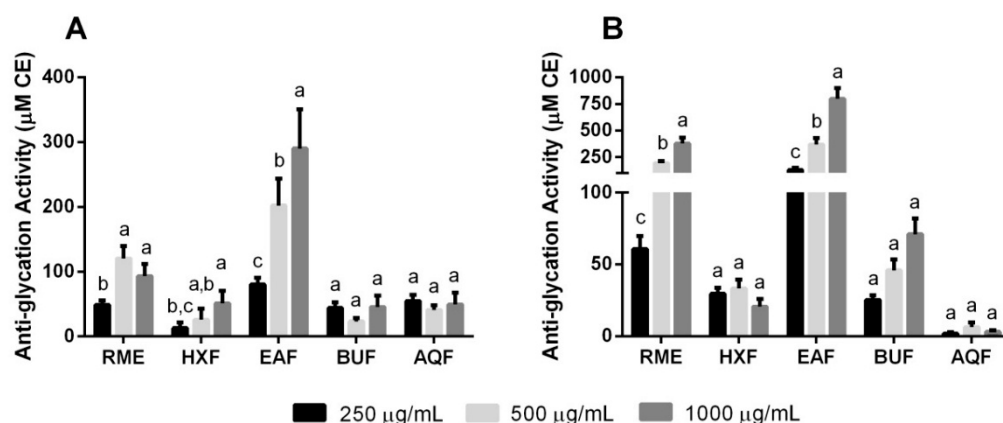 A
Anti-glycation Activity (μM CE)
400
300
200
100
0
b a a
b,c a,b a
c b a
a a a
a a a
RME HXF EAF BUF AQF
B
Anti-glycation Activity (μM CE)
1000
750
500
250
100
50
0
c b a
a a a
c b a
a a a
a a a
RME HXF EAF BUF AQF
250 μg/mL 500 μg/mL 1000 μg/mL